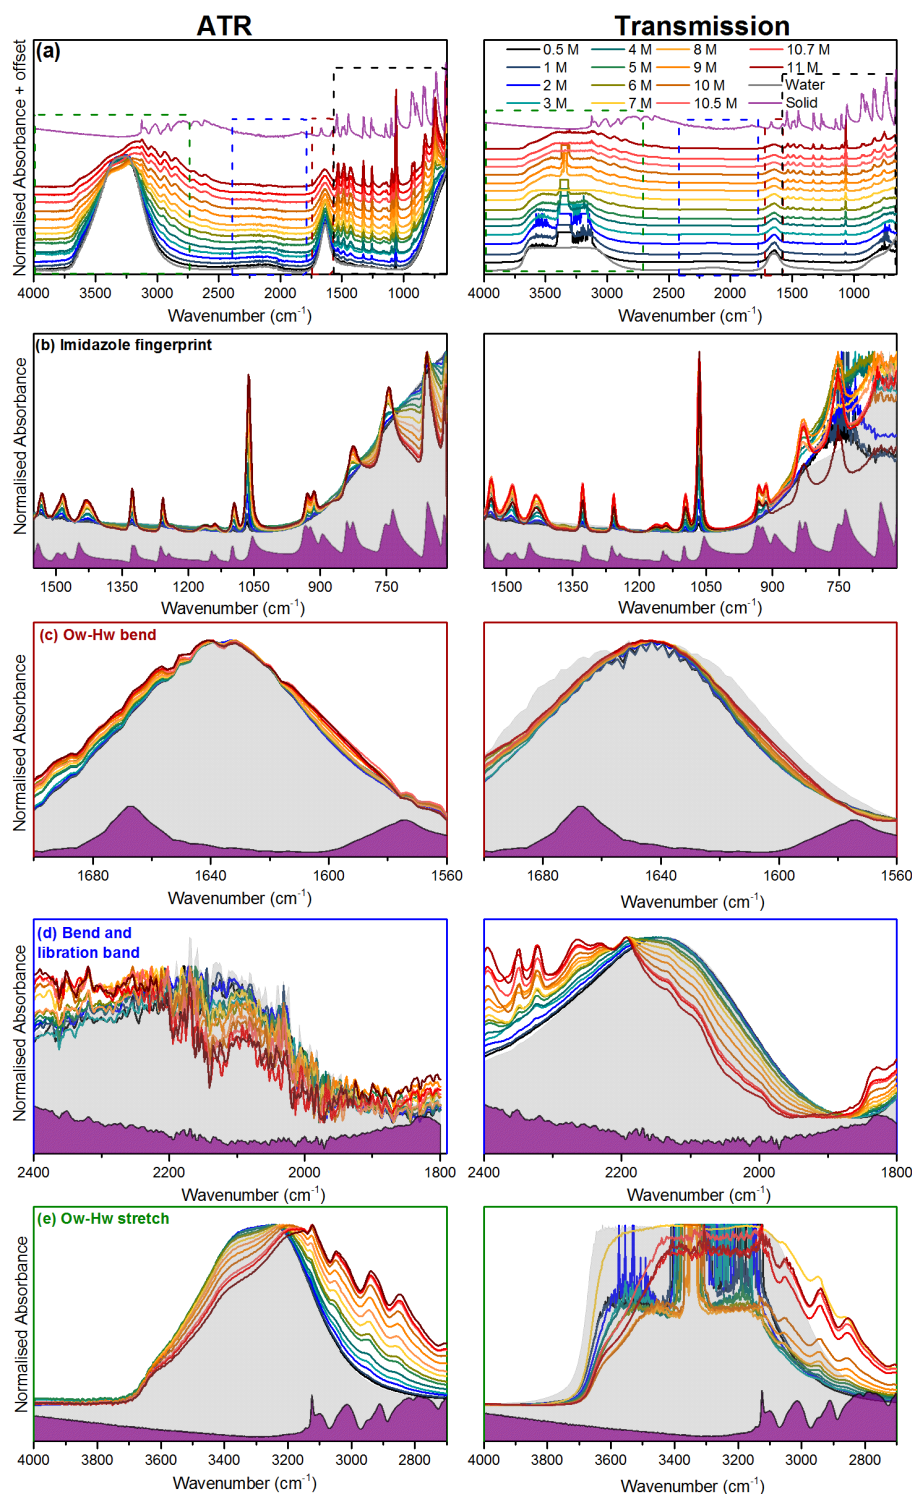 ATR
Transmission
(a)
Normalised Absorbance + offset
4000 3000 2000 1500 1000
Wavenumber (cm-1)
0.5 M 4 M 8 M 10.7 M
1 M 5 M 9 M 11 M
2 M 6 M 10 M Water
3 M 7 M 10.5 M Solid
4000 3500 3000 2000 1500 1000
Wavenumber (cm-1)
(b) Imidazole fingerprint
Normalised Absorbance
1500 1350 1200 1050 900 750
Wavenumber (cm-1)
1500 1350 1200 1050 900 750
Wavenumber (cm-1)
(c) Ow-Hw bend
Normalised Absorbance
1680 1640 1600 1560
Wavenumber (cm-1)
1680 1640 1600 1560
Wavenumber (cm-1)
(d) Bend and
libration band
Normalised Absorbance
2400 2200 2000 1800
Wavenumber (cm-1)
2400 2200 2000 1800
Wavenumber (cm-1)
(e) Ow-Hw stretch
Normalised Absorbance
4000 3600 3200 3000 2800
Wavenumber (cm-1)
4000 3800 3600 3400 3200 3000 2800
Wavenumber (cm-1)